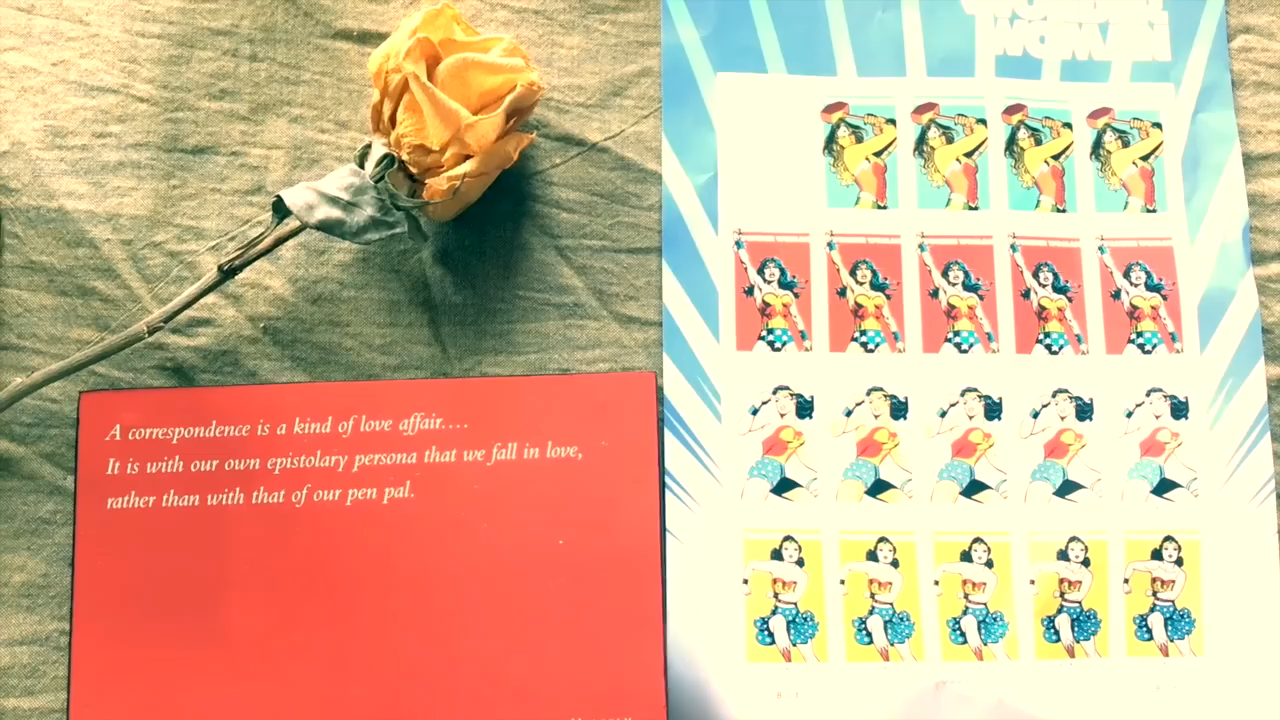 WOMAN
A correspondence is a kind of love affair....
It is with our own epistolary persona that we fall in love,
rather than with that of our pen pal.